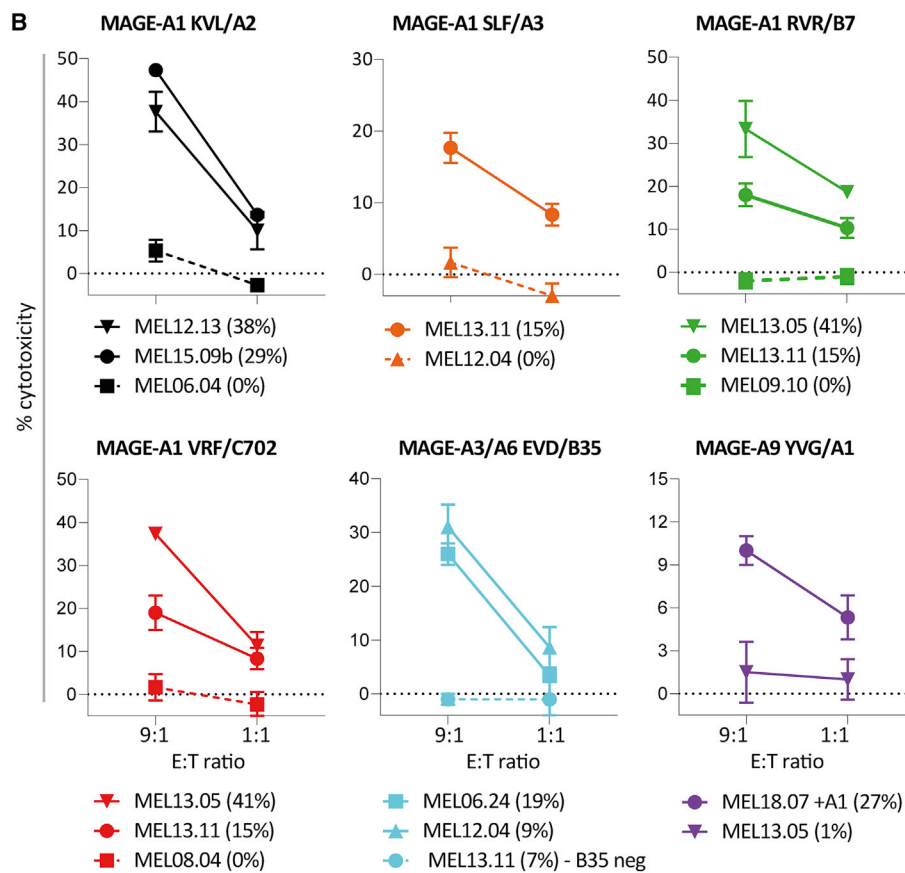 B
MAGE-A1 KVL/A2
MAGE-A1 SLF/A3
MAGE-A1 RVR/B7
% cytotoxicity
50
40
30
20
10
0
30
20
10
0
50
40
30
20
10
0
MEL12.13 (38%)
MEL15.09b (29%)
MEL06.04 (0%)
MEL13.11 (15%)
MEL12.04 (0%)
MEL13.05 (41%)
MEL13.11 (15%)
MEL09.10 (0%)
MAGE-A1 VRF/C702
MAGE-A3/A6 EVD/B35
MAGE-A9 YVG/A1
50
40
30
20
10
0
40
30
20
10
0
15
12
9
6
3
0
9:1 1:1
E:T ratio
9:1 1:1
E:T ratio
9:1 1:1
E:T ratio
MEL13.05 (41%)
MEL13.11 (15%)
MEL08.04 (0%)
MEL06.24 (19%)
MEL12.04 (9%)
MEL13.11 (7%) - B35 neg
MEL18.07 +A1 (27%)
MEL13.05 (1%)